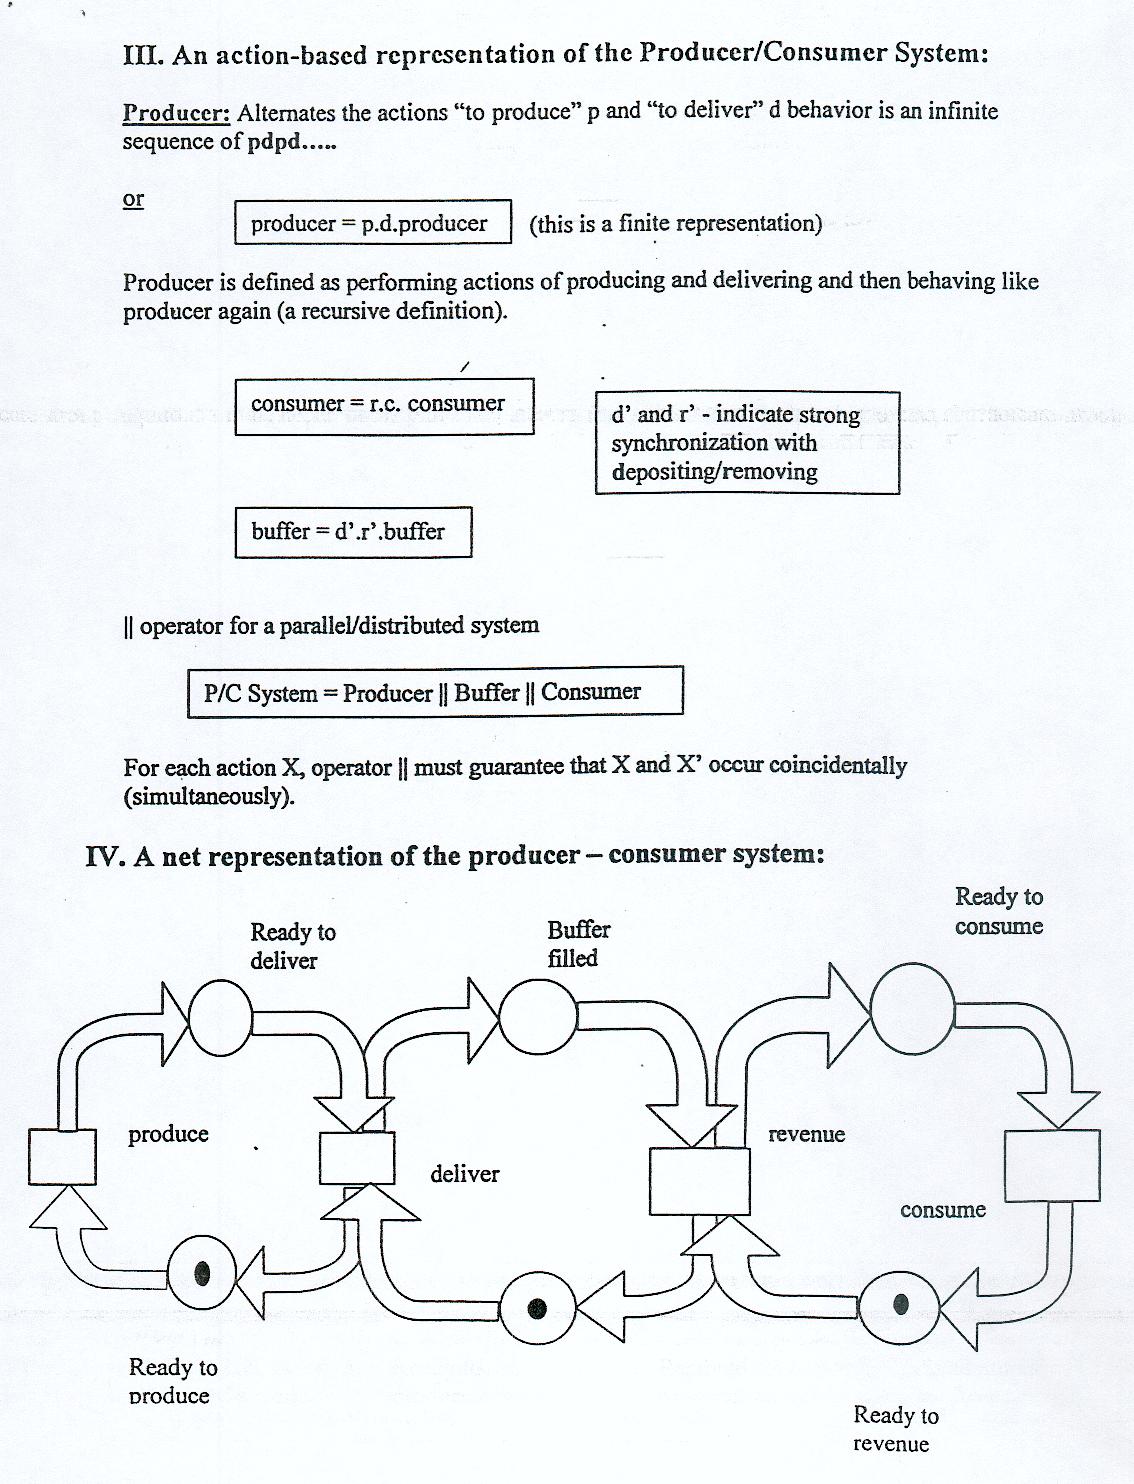 III. An action-based representation of the Producer/Consumer System:
Producer: Alternates the actions “to produce” p and “to deliver” d behavior is an infinite
sequence of pdpd.....
or
producer = p.d.producer
(this is a finite representation)
Producer is defined as performing actions of producing and delivering and then behaving like
producer again (a recursive definition).
consumer = r.c. consumer
d’ and r’ - indicate strong
synchronization with
depositing/removing
buffer = d’.r’.buffer
|| operator for a parallel/distributed system
P/C System = Producer || Buffer || Consumer
For each action X, operator || must guarantee that X and X’ occur coincidentally
(simultaneously).
IV. A net representation of the producer – consumer system:
Ready to
consume
Ready to
deliver
Buffer
filled
produce
deliver
revenue
consume
Ready to
produce
Ready to
revenue